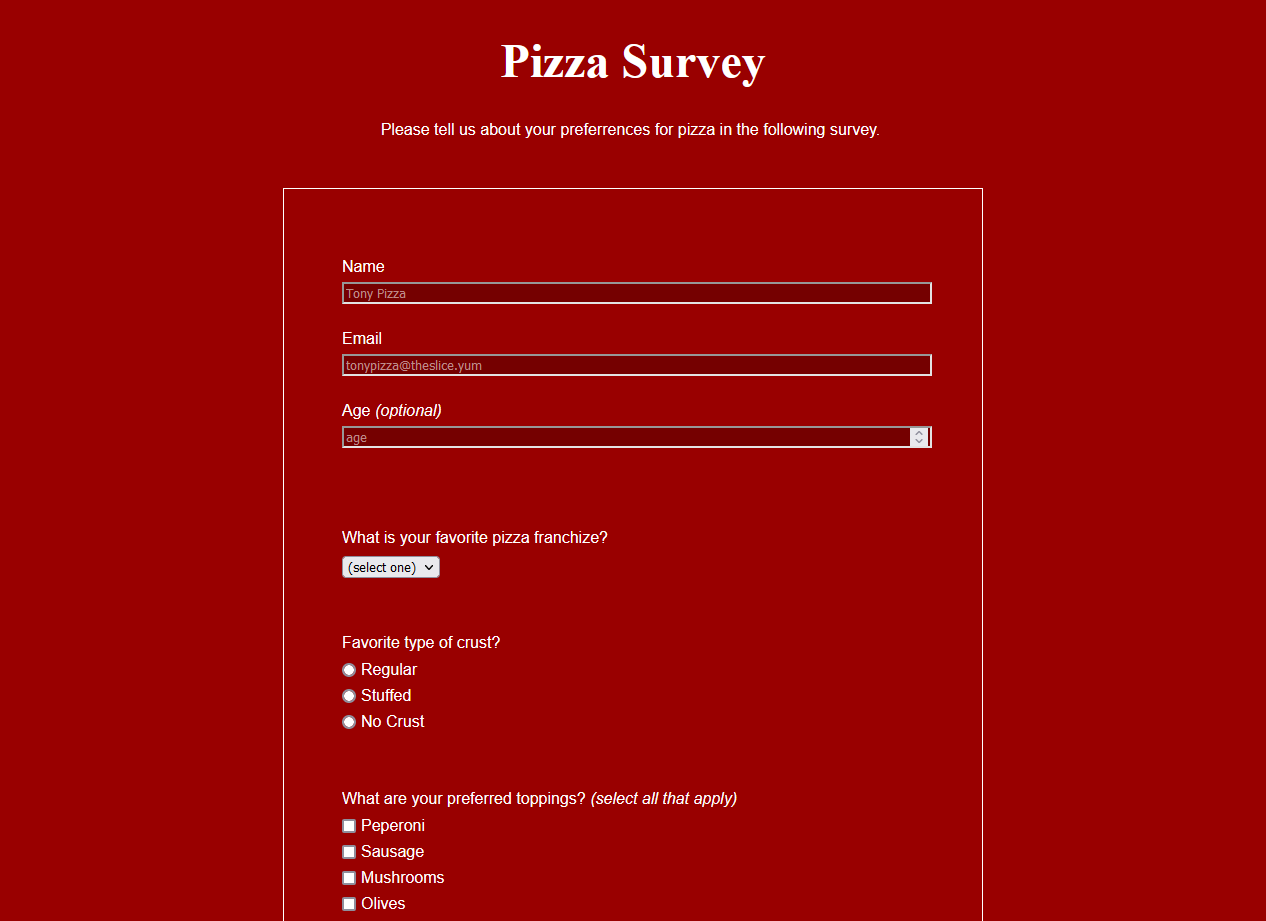 Pizza Survey
Please tell us about your preferrences for pizza in the following survey.
Name
Tony Pizza
Email
tonypizza@theslice.yum
Age (optional)
age
What is your favorite pizza franchize?
(select one)
Favorite type of crust?
Regular
Stuffed
No Crust
What are your preferred toppings? (select all that apply)
Peperoni
Sausage
Mushrooms
Olives